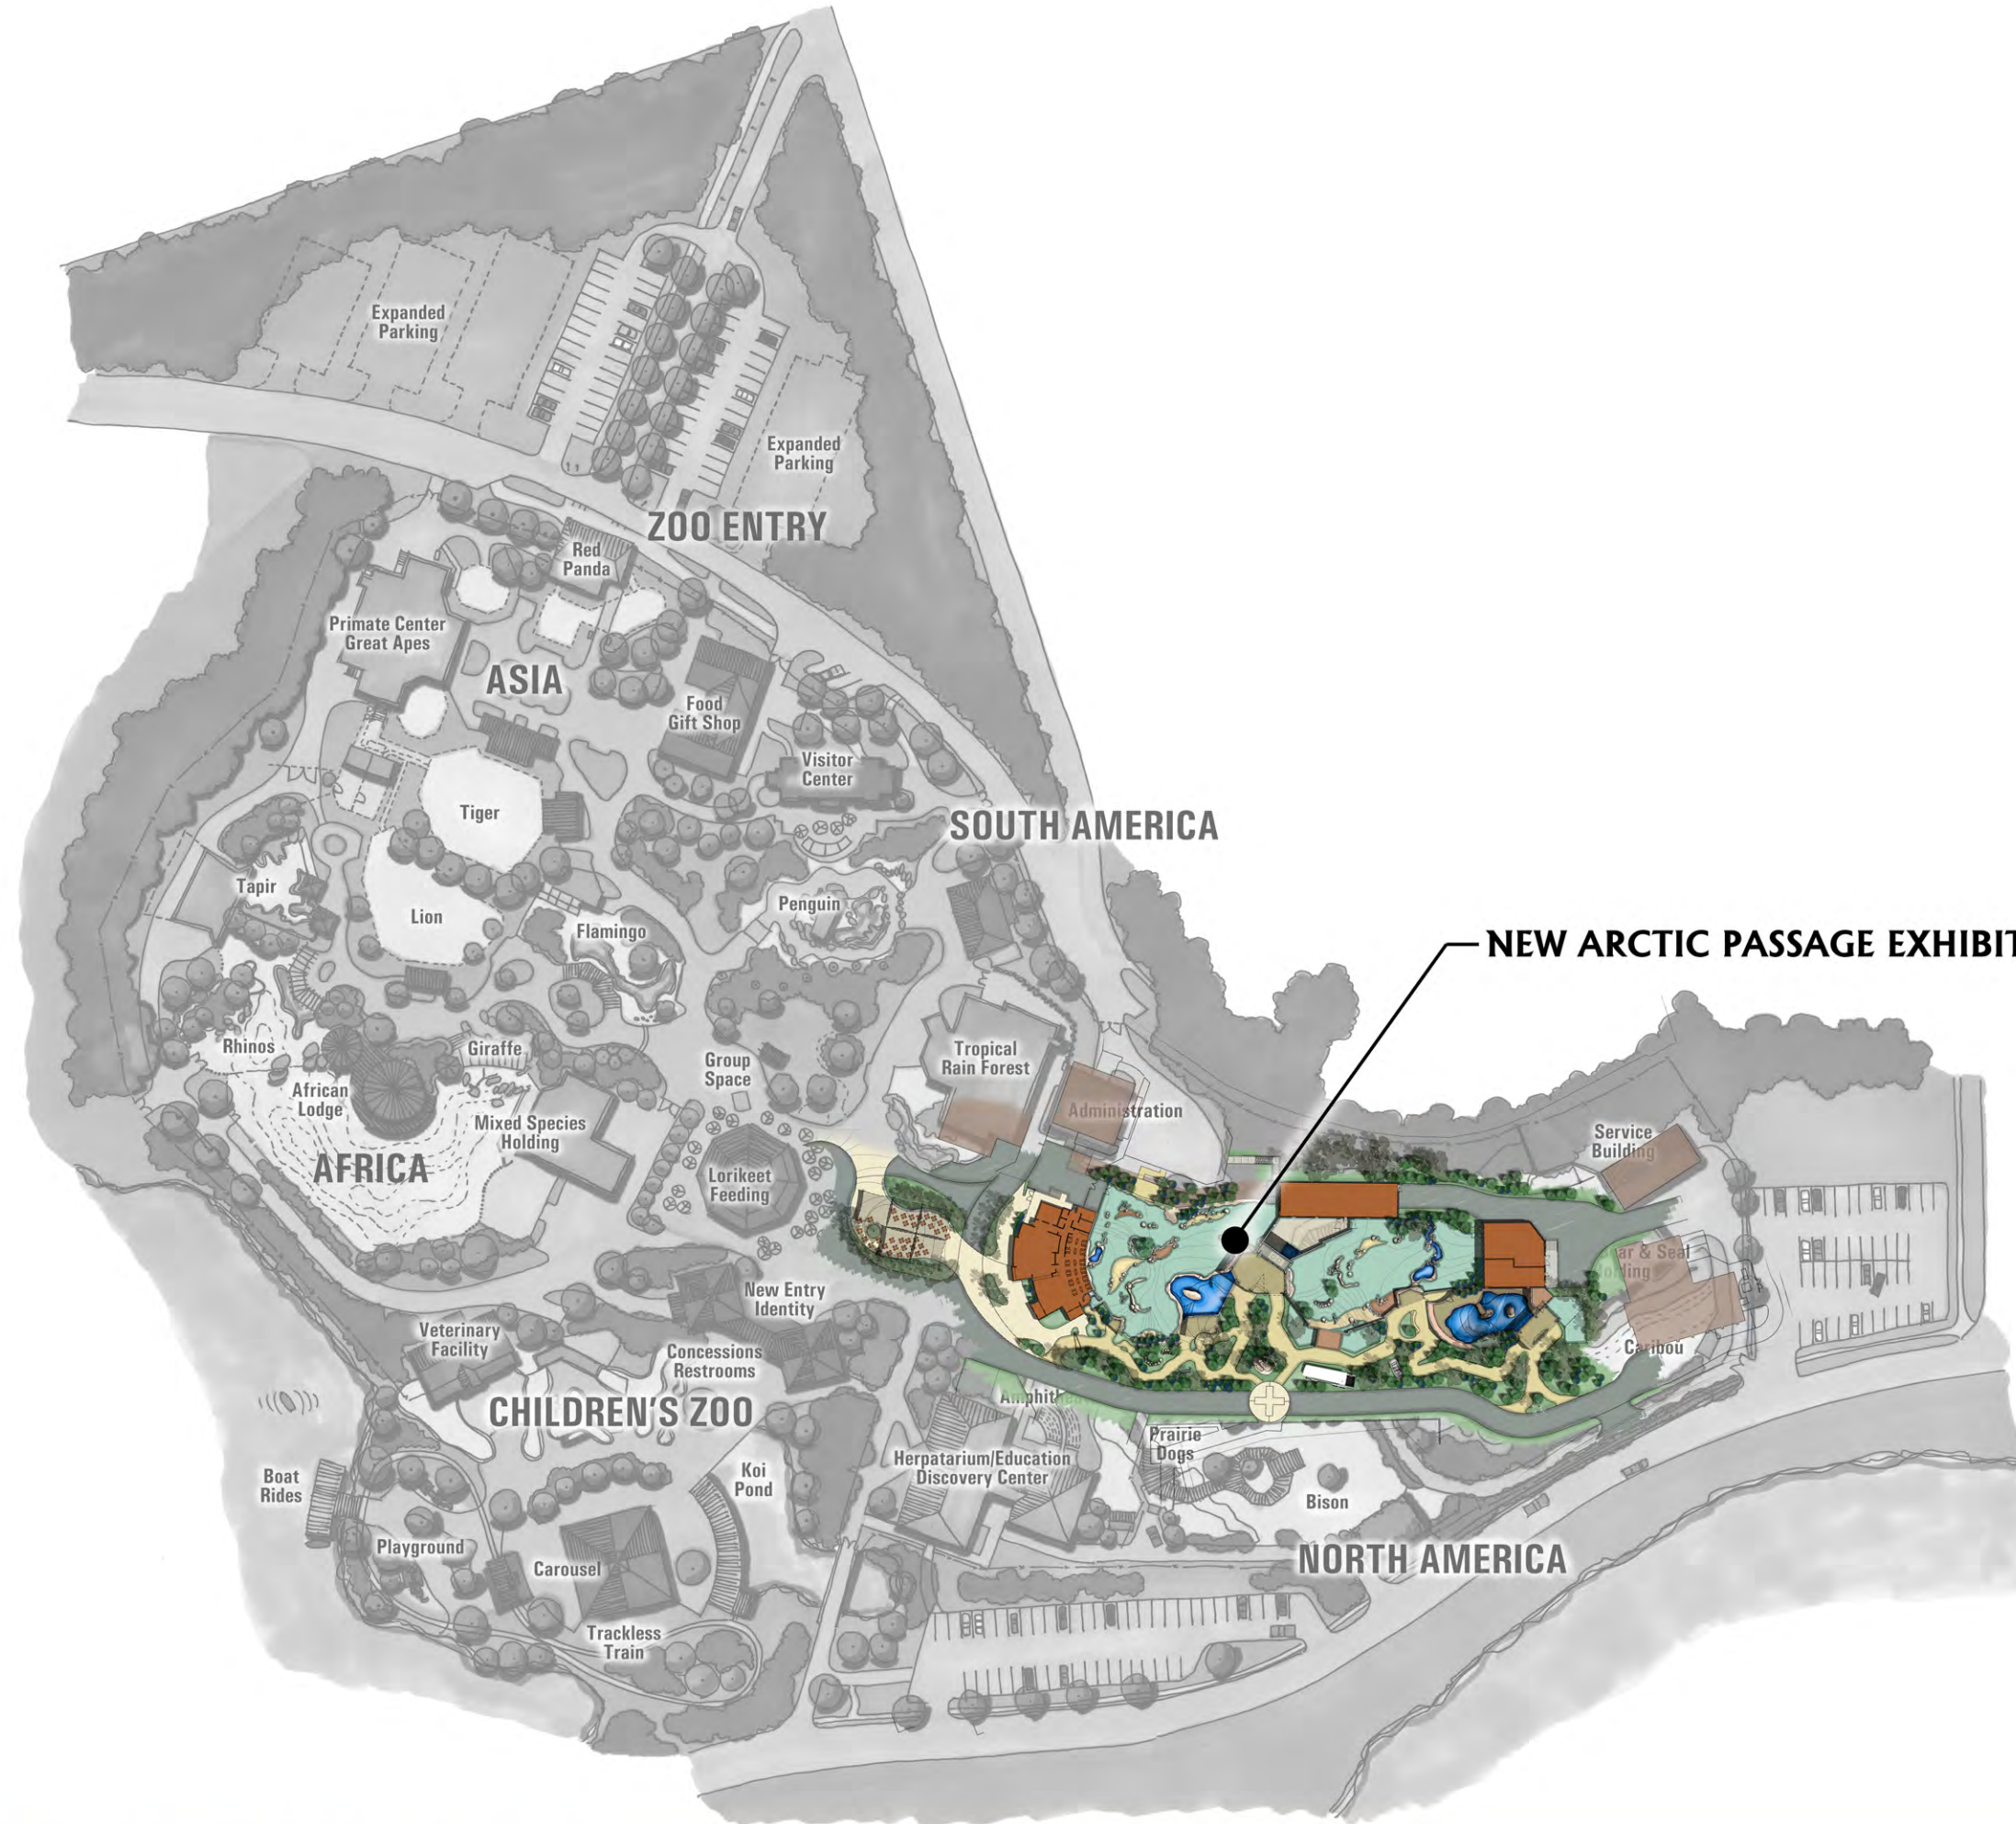 Expanded
Parking
Expanded
Parking
ZOO ENTRY
Red
Panda
Primate Center
Great Apes
ASIA
Food
Gift Shop
Visitor
Center
Tiger
SOUTH AMERICA
Tapir
Penguin
Lion
Flamingo
NEW ARCTIC PASSAGE EXHIBIT
Rhinos
Giraffe
Group
Space
Tropical
Rain Forest
African
Lodge
Administration
Mixed Species
Holding
Service
Building
AFRICA
Lorikeet
Feeding
ar & Seal
New Entry
Identity
Veterinary
Facility
Concessions
Restrooms
Caribou
CHILDREN'S ZOO
Amphithe
Prairie
Dogs
Herpatarium/Education
Discovery Center
Koi
Pond
Boat
Rides
Bison
Playground
Carousel
NORTH AMERICA
Trackless
Train